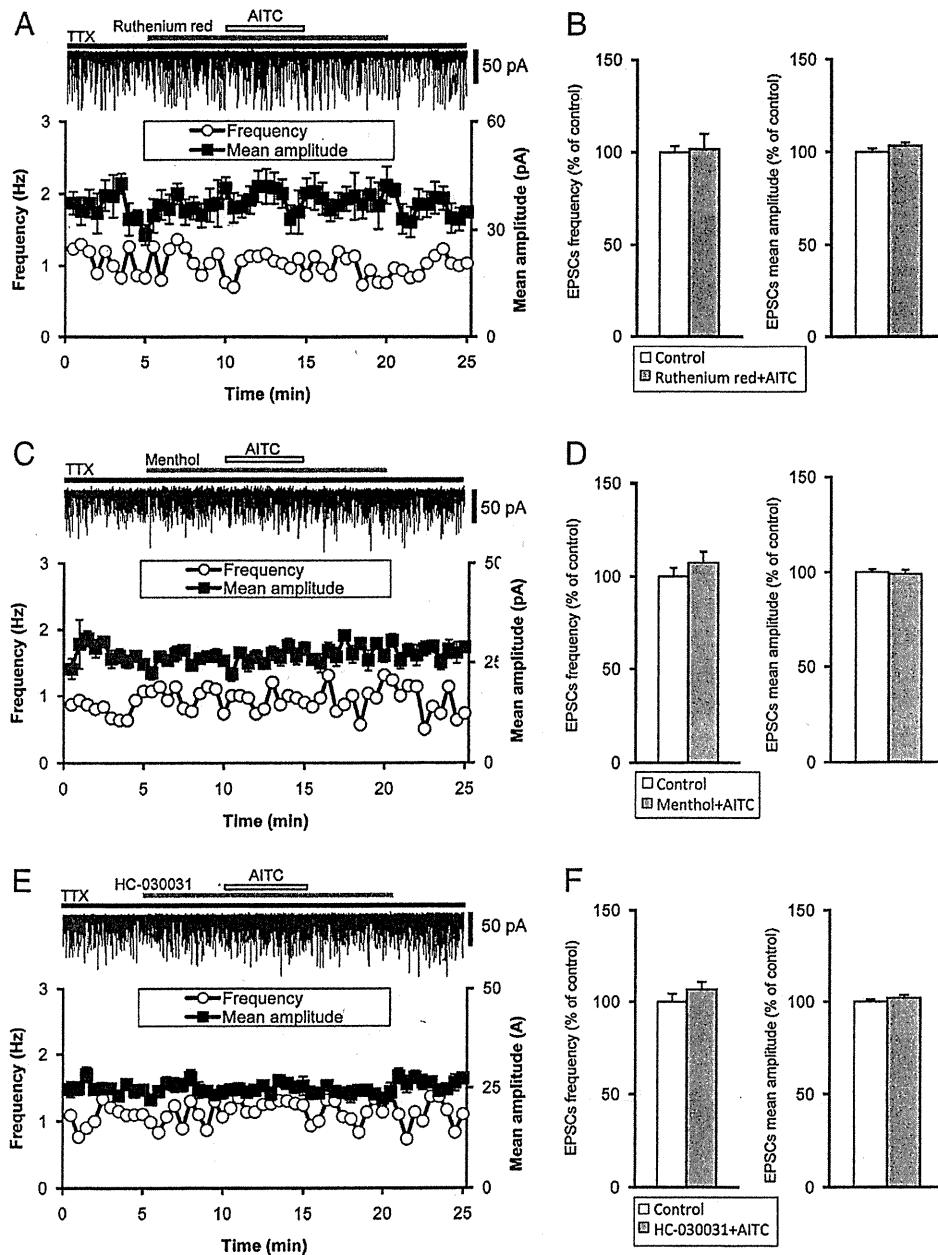 A
AITC
Ruthenium red
TTX
50 pA
Frequency
Mean amplitude
3
2
1
0
Frequency (Hz)
60
30
0
Mean amplitude (pA)
0 5 10 15 20 25
Time (min)
B
150
100
50
0
EPSCs frequency (% of control)
150
100
50
0
EPSCs mean amplitude (% of control)
Control
Ruthenium red+AITC
C
AITC
Menthol
TTX
50 pA
Frequency
Mean amplitude
3
2
1
0
Frequency (Hz)
50
25
0
Mean amplitude (pA)
0 5 10 15 20 25
Time (min)
D
150
100
50
0
EPSCs frequency (% of control)
150
100
50
0
EPSCs mean amplitude (% of control)
Control
Menthol+AITC
E
AITC
HC-030031
TTX
50 pA
Frequency
Mean amplitude
3
2
1
0
Frequency (Hz)
50
25
0
Mean amplitude (A)
0 5 10 15 20 25
Time (min)
F
150
100
50
0
EPSCs frequency (% of control)
150
100
50
0
EPSCs mean amplitude (% of control)
Control
HC-030031+AITC